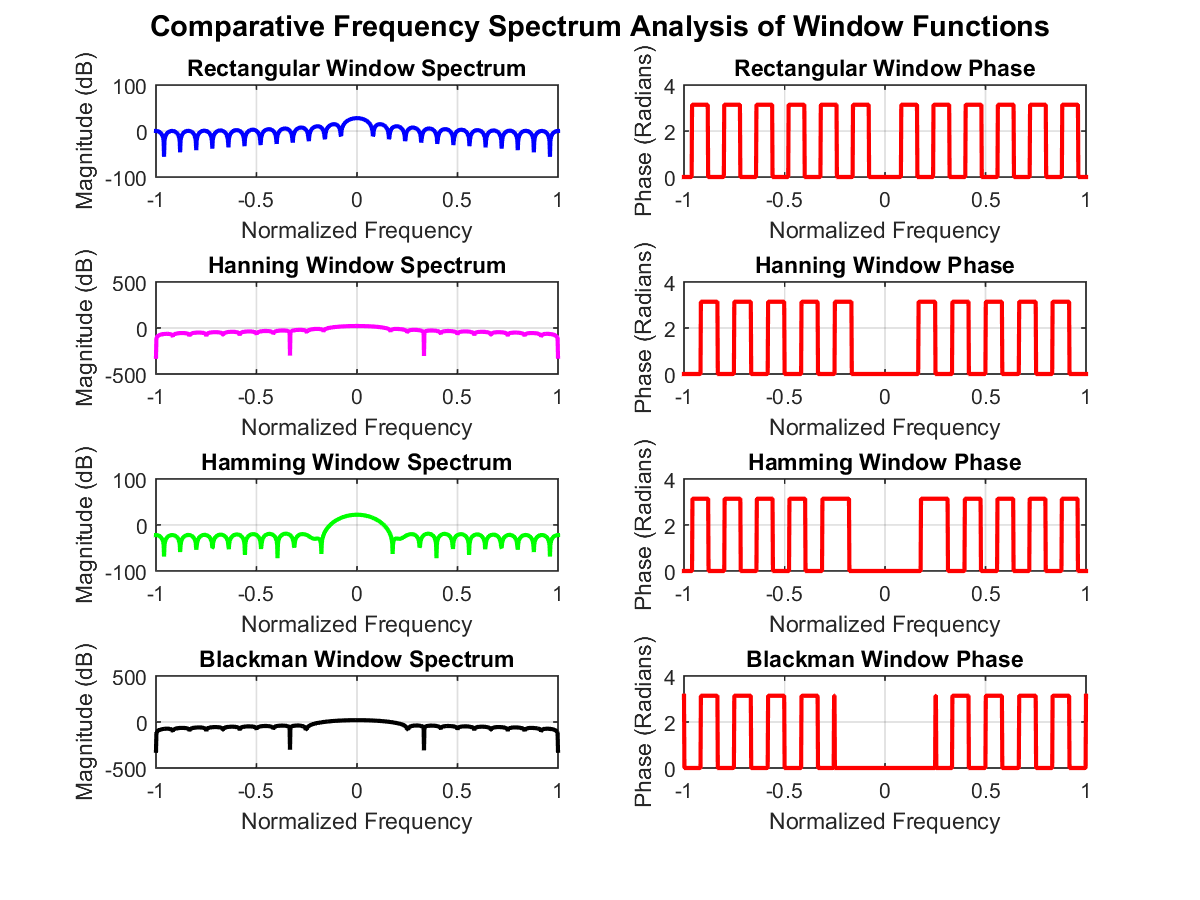 Comparative Frequency Spectrum Analysis of Window Functions
Rectangular Window Spectrum
Magnitude (dB)
100
0
-100
-1 -0.5 0 0.5 1
Normalized Frequency
Rectangular Window Phase
Phase (Radians)
4
2
0
-1 -0.5 0 0.5 1
Normalized Frequency
Hanning Window Spectrum
Magnitude (dB)
500
0
-500
-1 -0.5 0 0.5 1
Normalized Frequency
Hanning Window Phase
Phase (Radians)
4
2
0
-1 -0.5 0 0.5 1
Normalized Frequency
Hamming Window Spectrum
Magnitude (dB)
100
0
-100
-1 -0.5 0 0.5 1
Normalized Frequency
Hamming Window Phase
Phase (Radians)
4
2
0
-1 -0.5 0 0.5 1
Normalized Frequency
Blackman Window Spectrum
Magnitude (dB)
500
0
-500
-1 -0.5 0 0.5 1
Normalized Frequency
Blackman Window Phase
Phase (Radians)
4
2
0
-1 -0.5 0 0.5 1
Normalized Frequency